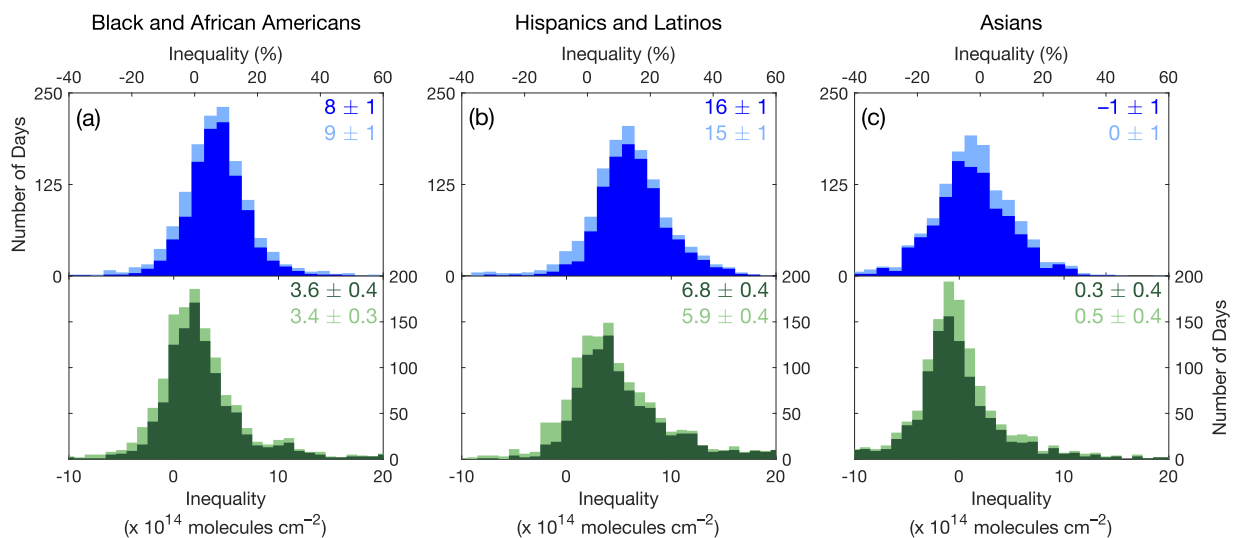 Black and African Americans
Hispanics and Latinos
Asians
Inequality (%)
Inequality (%)
Inequality (%)
-40 -20 0 20 40 60
-40 -20 0 20 40 60
-40 -20 0 20 40 60
250
125
0
Number of Days
(a)
8 ± 1
9 ± 1
250
125
0
(b)
16 ± 1
15 ± 1
250
125
0
(c)
−1 ± 1
0 ± 1
3.6 ± 0.4
3.4 ± 0.3
200
150
100
50
0
6.8 ± 0.4
5.9 ± 0.4
200
150
100
50
0
0.3 ± 0.4
0.5 ± 0.4
200
150
100
50
0
Number of Days
-10 0 10 20
-10 0 10 20
-10 0 10 20
Inequality
(x 10¹⁴ molecules cm⁻²)
Inequality
(x 10¹⁴ molecules cm⁻²)
Inequality
(x 10¹⁴ molecules cm⁻²)